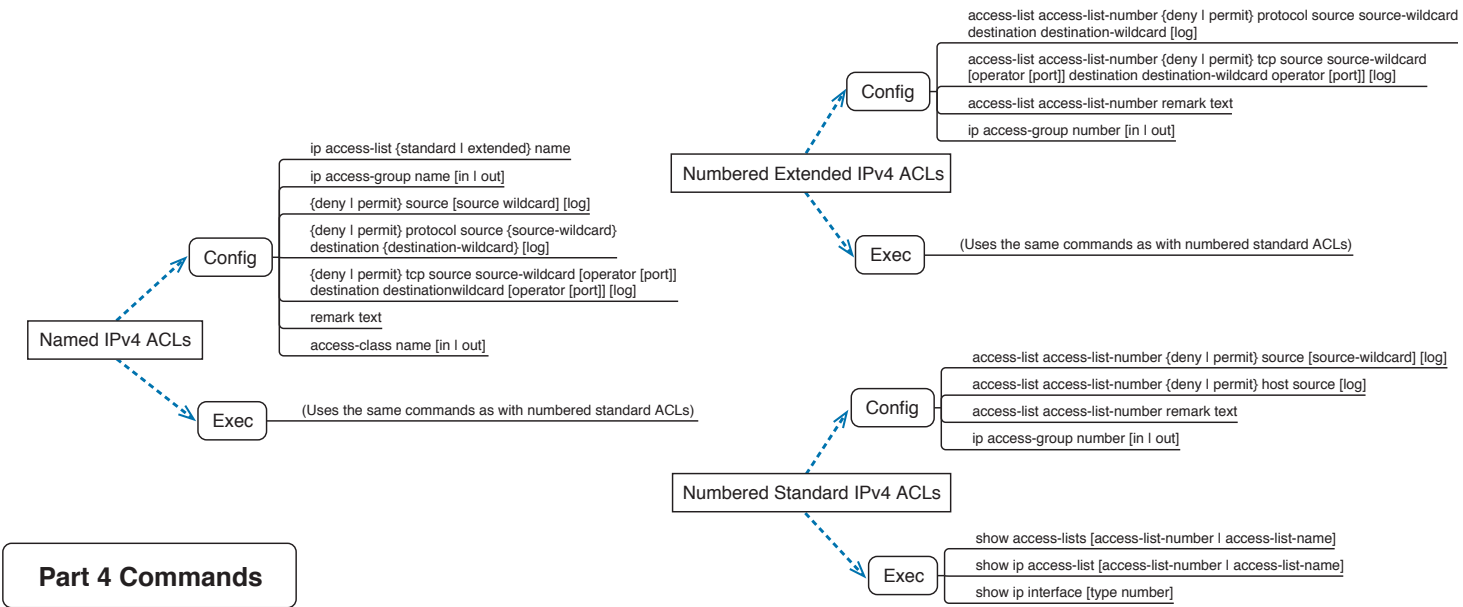 Named IPv4 ACLs
Config
ip access-list {standard | extended} name
ip access-group name [in | out]
{deny | permit} source [source wildcard] [log]
{deny | permit} protocol source {source-wildcard}
destination {destination-wildcard} [log]
{deny | permit} tcp source source-wildcard [operator [port]]
destination destinationwildcard [operator [port]] [log]
remark text
access-class name [in | out]
Exec
(Uses the same commands as with numbered standard ACLs)
Numbered Extended IPv4 ACLs
Config
access-list access-list-number {deny | permit} protocol source source-wildcard
destination destination-wildcard [log]
access-list access-list-number {deny | permit} tcp source source-wildcard
[operator [port]] destination destination-wildcard operator [port]] [log]
access-list access-list-number remark text
ip access-group number [in | out]
Exec
(Uses the same commands as with numbered standard ACLs)
Numbered Standard IPv4 ACLs
Config
access-list access-list-number {deny | permit} source [source-wildcard] [log]
access-list access-list-number {deny | permit} host source [log]
access-list access-list-number remark text
ip access-group number [in | out]
Exec
show access-lists [access-list-number | access-list-name]
show ip access-list [access-list-number | access-list-name]
show ip interface [type number]
Part 4 Commands